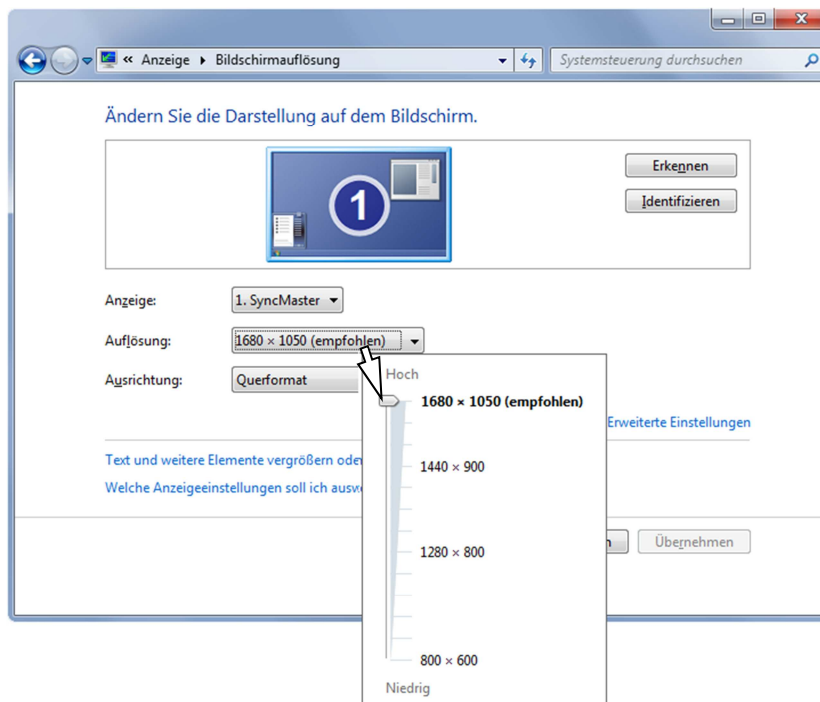 « Anzeige ▸ Bildschirmauflösung
Systemsteuerung durchsuchen
Ändern Sie die Darstellung auf dem Bildschirm.
1
Erkennen
Identifizieren
Anzeige: 1. SyncMaster
Auflösung: 1680 × 1050 (empfohlen)
Ausrichtung: Querformat
Hoch
1680 × 1050 (empfohlen)
Erweiterte Einstellungen
Text und weitere Elemente vergrößern
1440 × 900
Welche Anzeigeeinstellungen soll ich
Übernehmen
1280 × 800
800 × 600
Niedrig